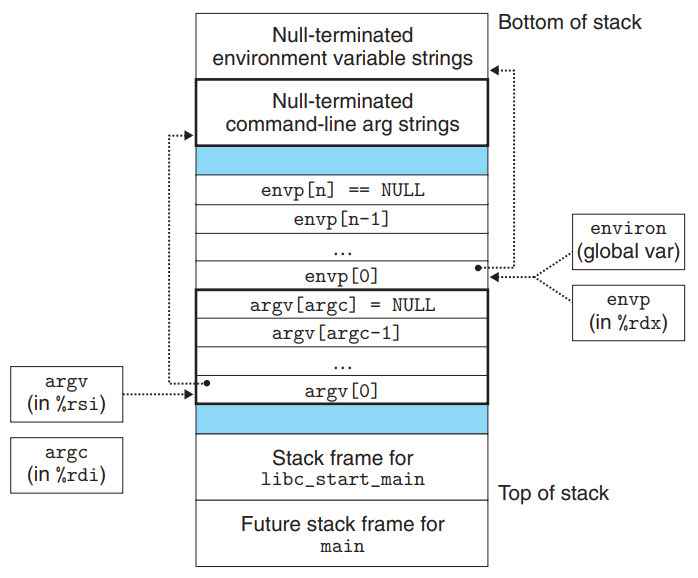 Null-terminated
environment variable strings
Bottom of stack
Null-terminated
command-line arg strings
envp[n] == NULL
envp[n-1]
...
envp[0]
environ
(global var)
envp
(in %rdx)
argv[argc] = NULL
argv[argc-1]
...
argv[0]
argv
(in %rsi)
argc
(in %rdi)
Stack frame for
libc_start_main
Top of stack
Future stack frame for
main